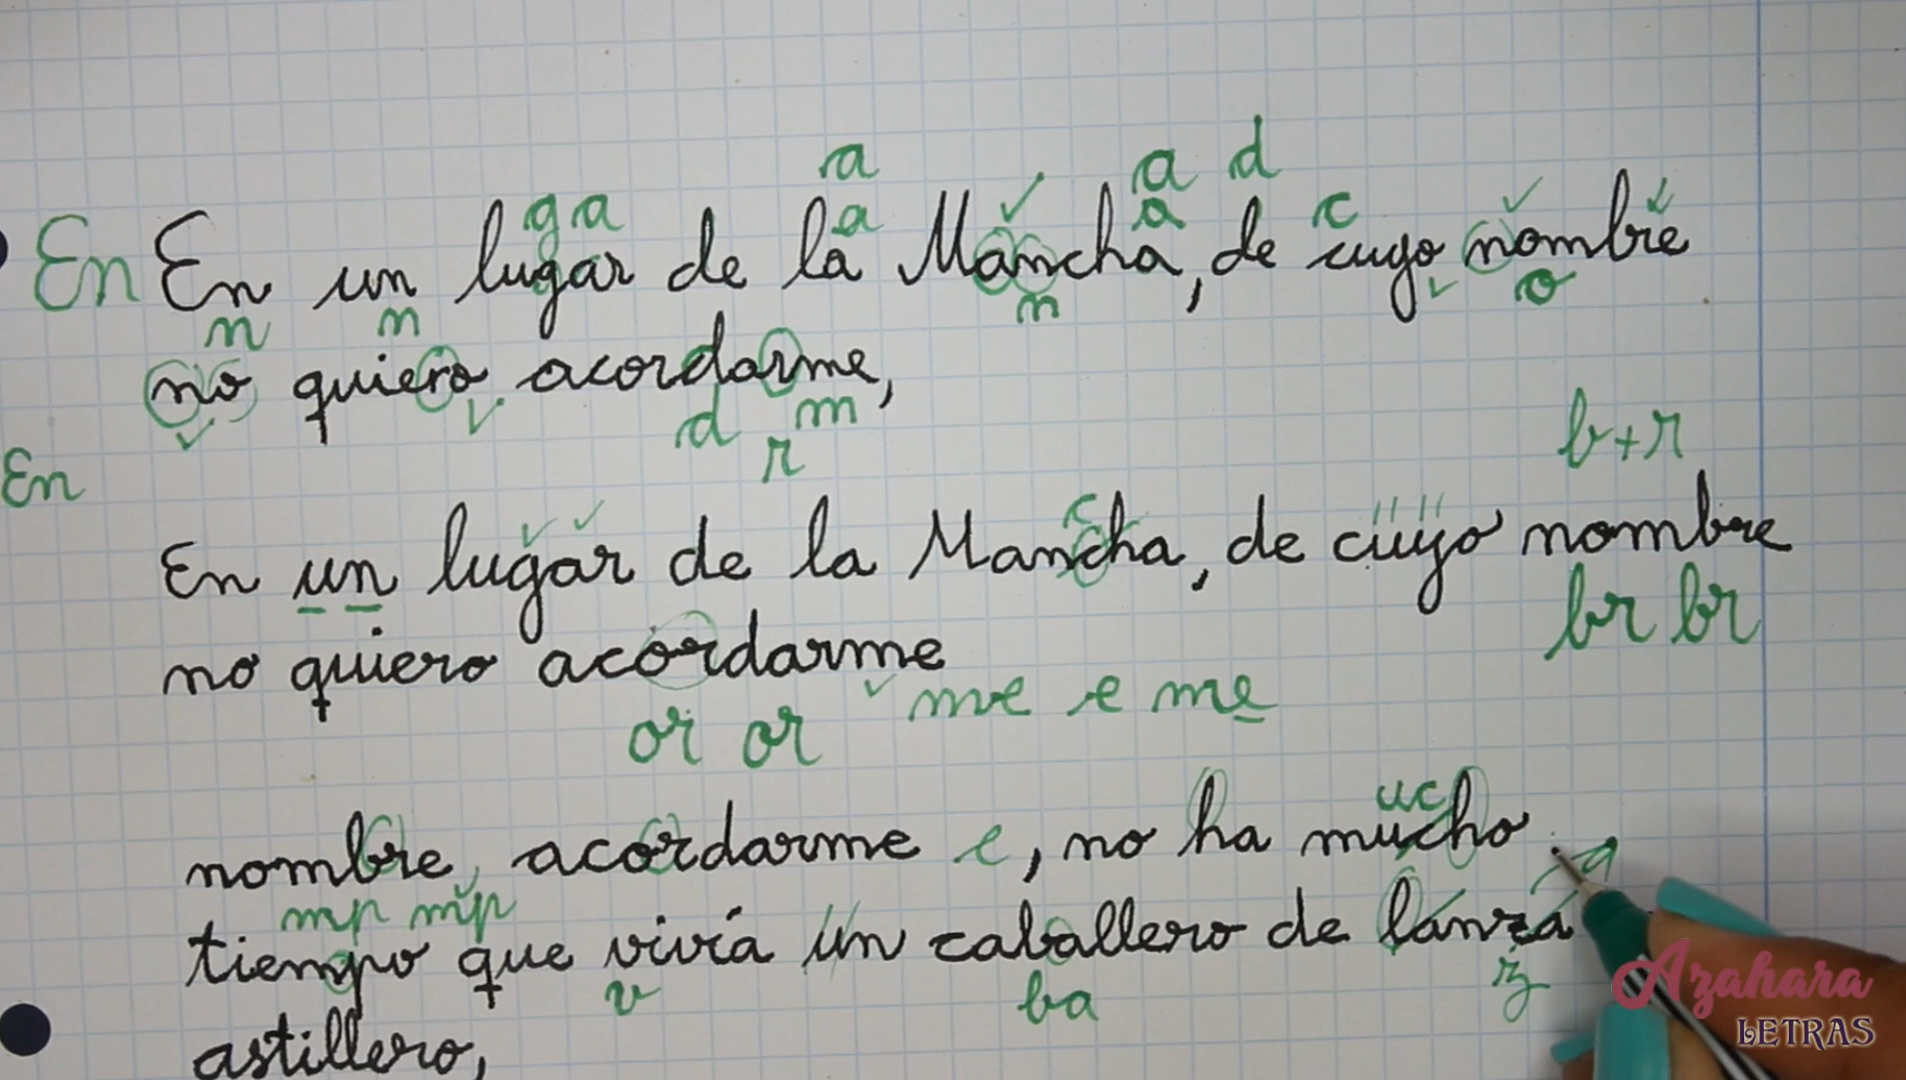 a a d
ga a a c
En En un lugar de la Mancha, de cuyo nombre
n n n o
no quiero acordarme,
d r m b+r
En
c
En un lugar de la Mancha, de cuyo nombre
br br
no quiero acordarme
or or me e me
uc
nombre, acordarme e, no ha mucho
mp mp a
tiempo que vivía un caballero de lanza
v ba z
astillero,
Azahara
LETRAS